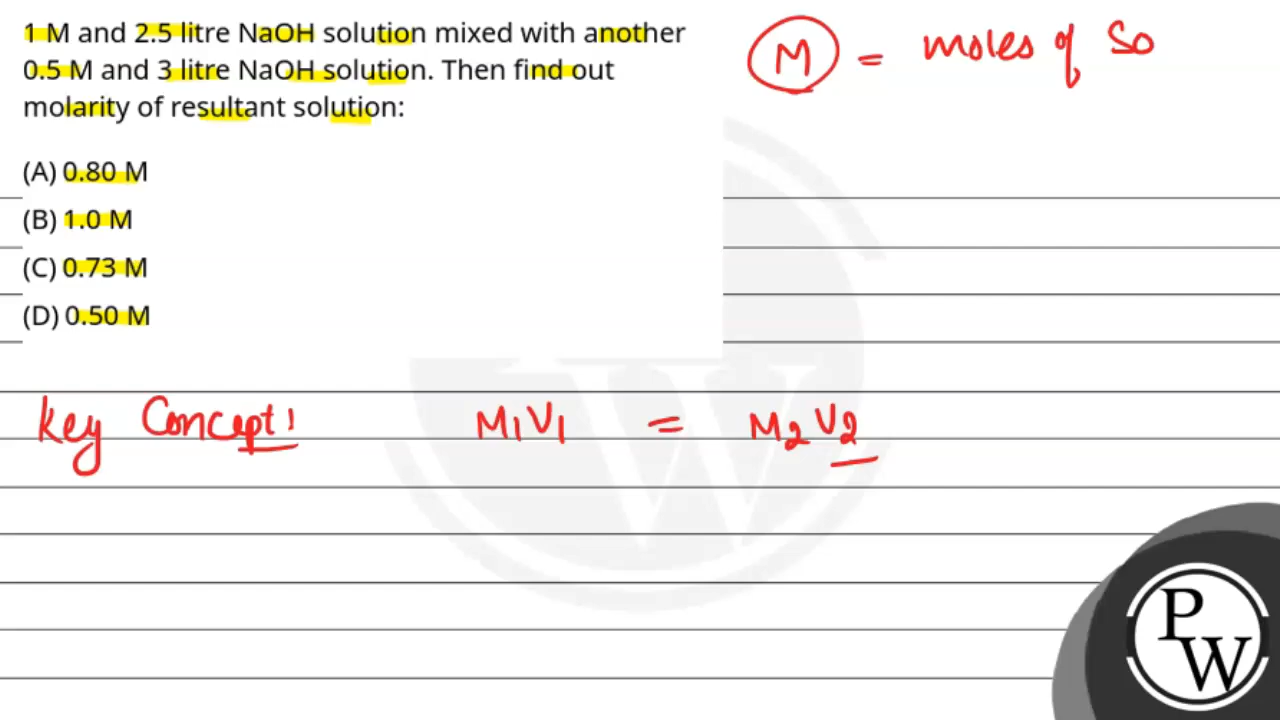 1 M and 2.5 litre NaOH solution mixed with another
0.5 M and 3 litre NaOH solution. Then find out
molarity of resultant solution:
(A) 0.80 M
(B) 1.0 M
(C) 0.73 M
(D) 0.50 M
M = moles of So
Key Concept:
M₁V₁ = M₂V₂
W
P
W